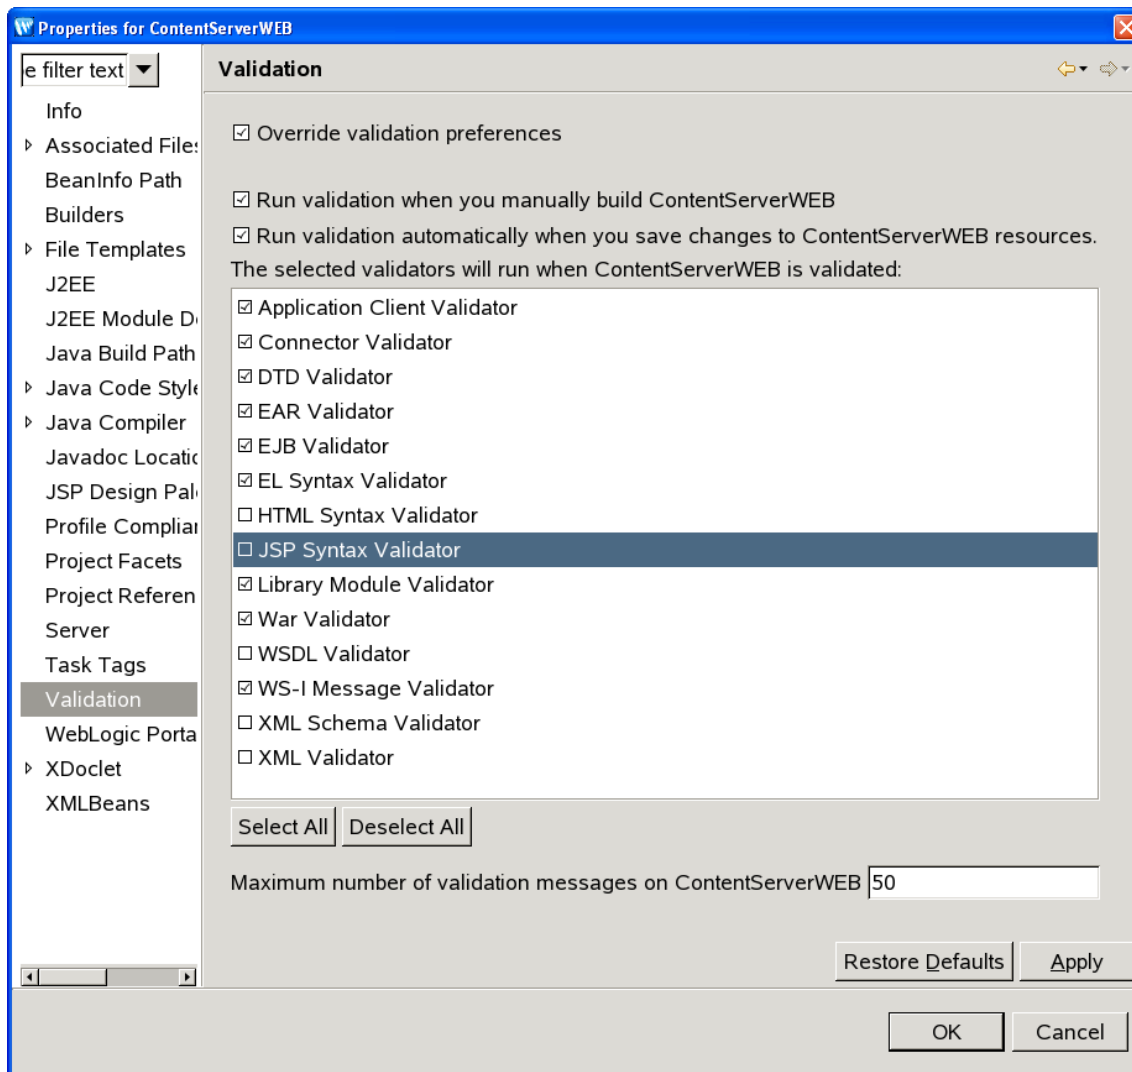 Properties for ContentServerWEB
e filter text
Info
Associated Files
BeanInfo Path
Builders
File Templates
J2EE
J2EE Module D
Java Build Path
Java Code Style
Java Compiler
Javadoc Locatic
JSP Design Pal
Profile Complian
Project Facets
Project Referen
Server
Task Tags
Validation
WebLogic Porta
XDoclet
XMLBeans
Validation
Override validation preferences
Run validation when you manually build ContentServerWEB
Run validation automatically when you save changes to ContentServerWEB resources.
The selected validators will run when ContentServerWEB is validated:
Application Client Validator
Connector Validator
DTD Validator
EAR Validator
EJB Validator
EL Syntax Validator
HTML Syntax Validator
JSP Syntax Validator
Library Module Validator
War Validator
WSDL Validator
WS-I Message Validator
XML Schema Validator
XML Validator
Select All Deselect All
Maximum number of validation messages on ContentServerWEB 50
Restore Defaults Apply
OK Cancel